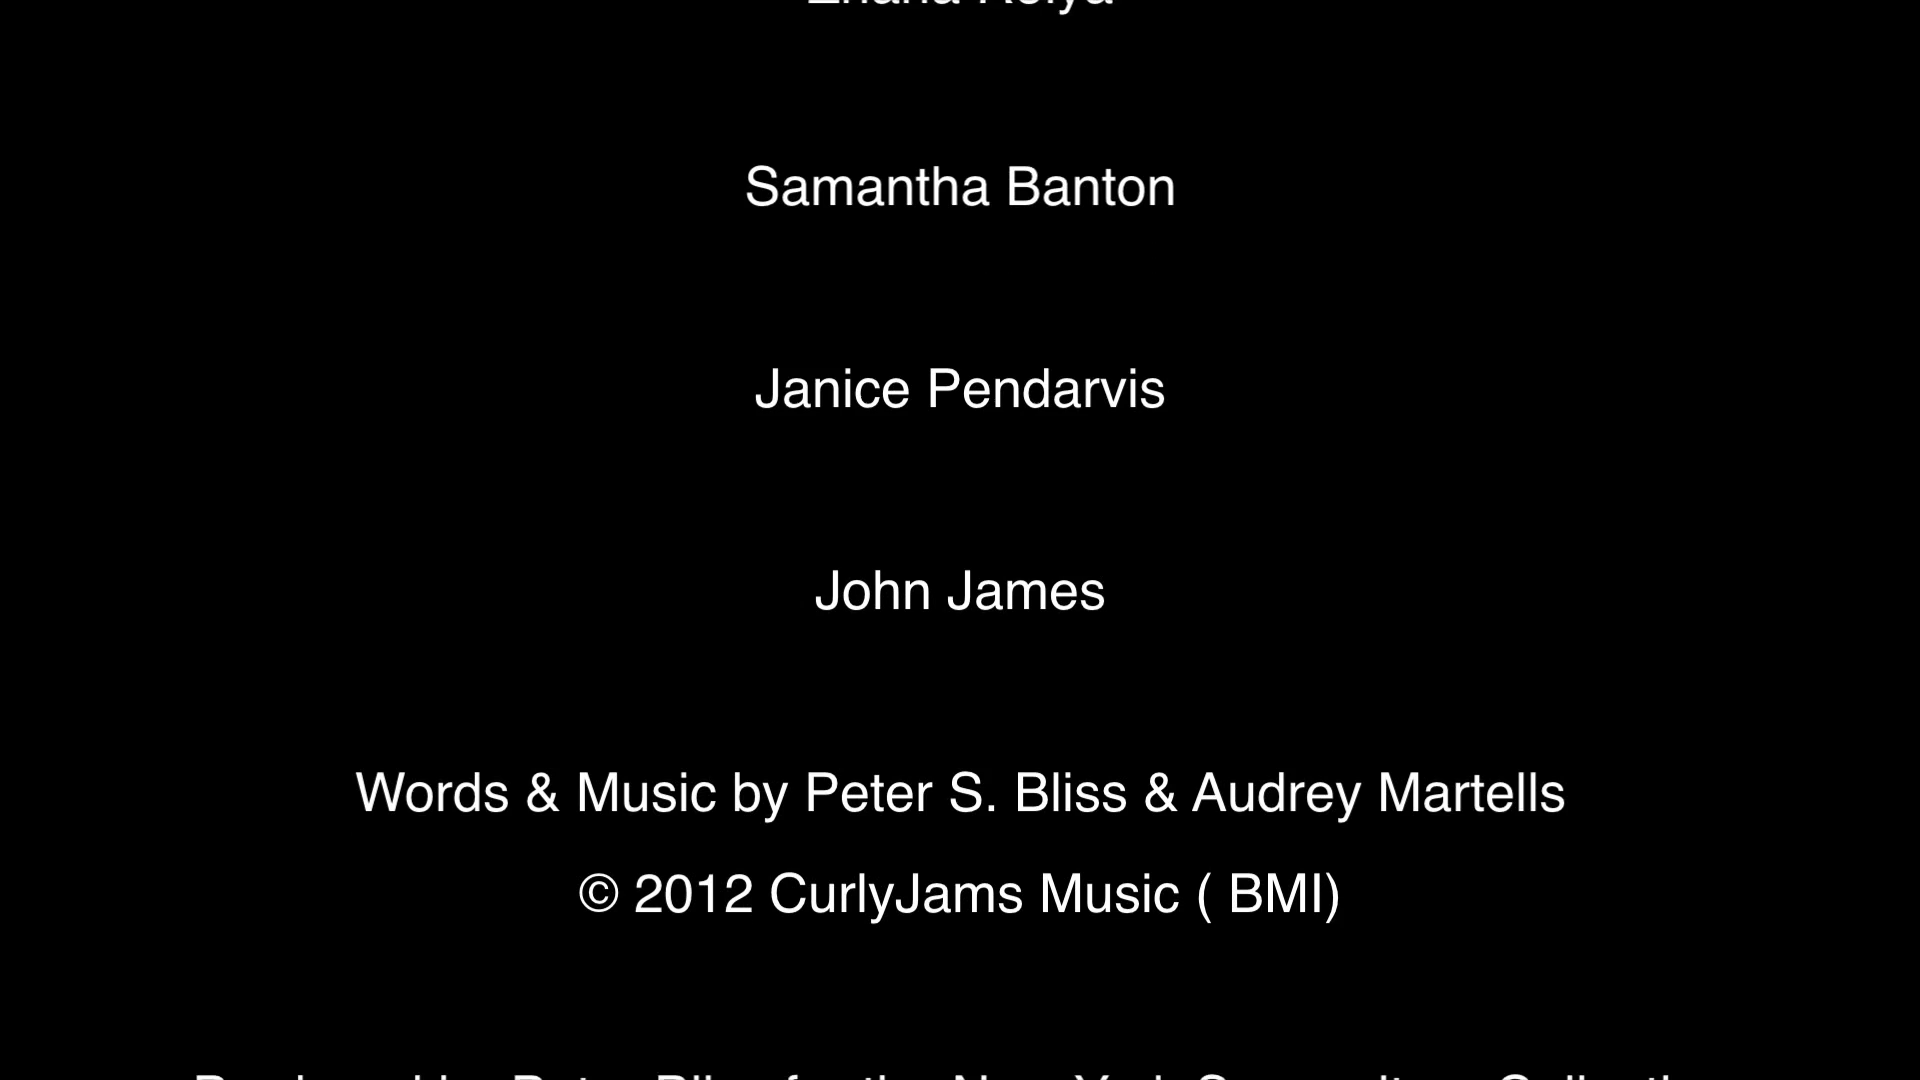 Samantha Banton
Janice Pendarvis
John James
Words & Music by Peter S. Bliss & Audrey Martells
© 2012 CurlyJams Music ( BMI)